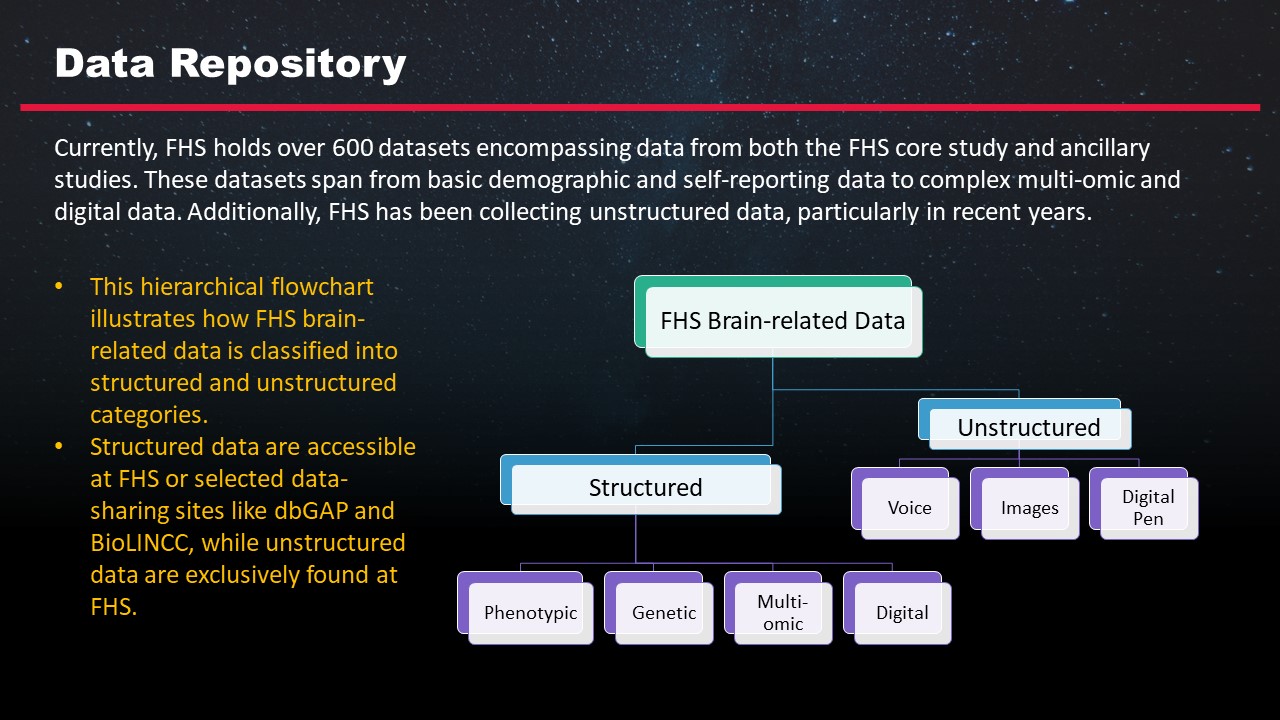 Data Repository
Currently, FHS holds over 600 datasets encompassing data from both the FHS core study and ancillary
studies. These datasets span from basic demographic and self-reporting data to complex multi-omic and
digital data. Additionally, FHS has been collecting unstructured data, particularly in recent years.
• This hierarchical flowchart
illustrates how FHS brain-
related data is classified into
structured and unstructured
categories.
• Structured data are accessible
at FHS or selected data-
sharing sites like dbGAP and
BioLINCC, while unstructured
data are exclusively found at
FHS.
FHS Brain-related Data
Unstructured
Structured
Voice
Images
Digital
Pen
Phenotypic
Genetic
Multi-
omic
Digital